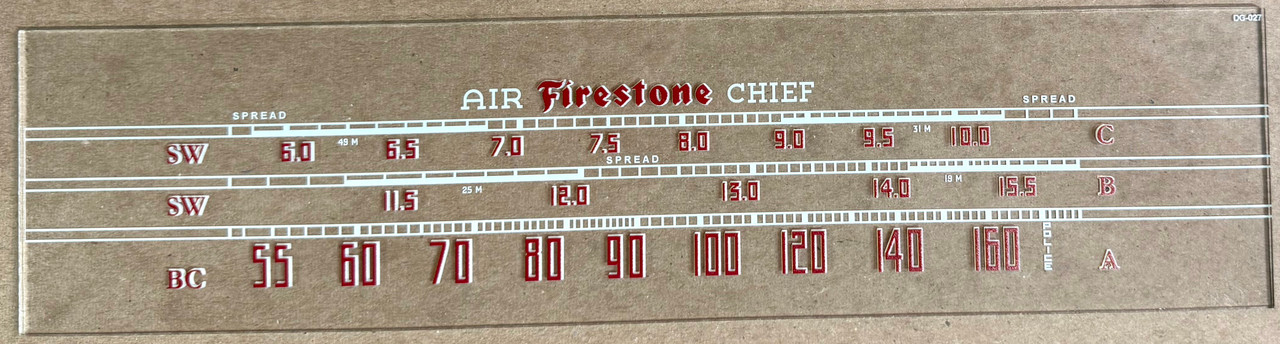 DG-027
AIR Firestone CHIEF
SPREAD SPREAD
SW 6.0 49 M 6.5 7.0 7.5 8.0 9.0 9.5 31 M 10.0 C
SPREAD
SW 11.5 25 M 12.0 13.0 14.0 19 M 15.5 B
BC 55 60 70 80 90 100 120 140 160 POLICE A